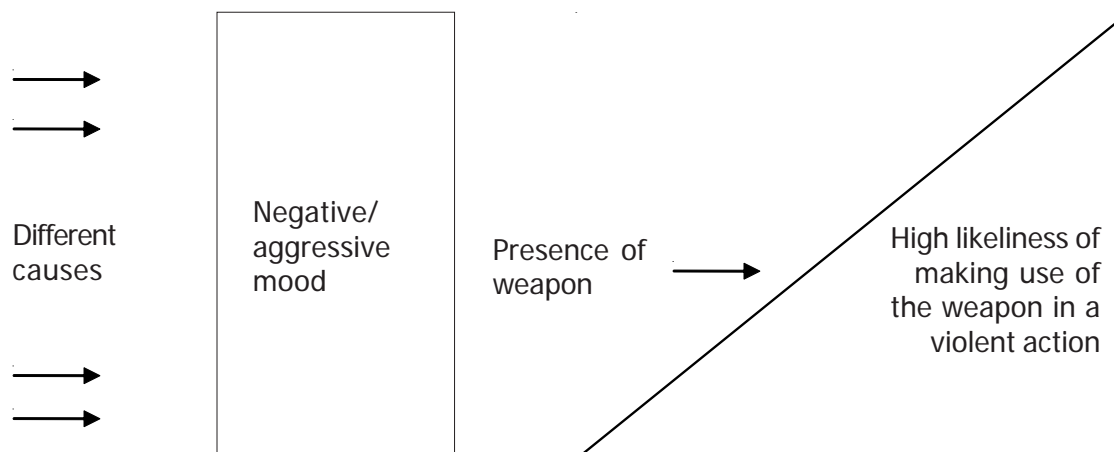 Different
causes
Negative/
aggressive
mood
Presence of
weapon
High likeliness of
making use of
the weapon in a
violent action